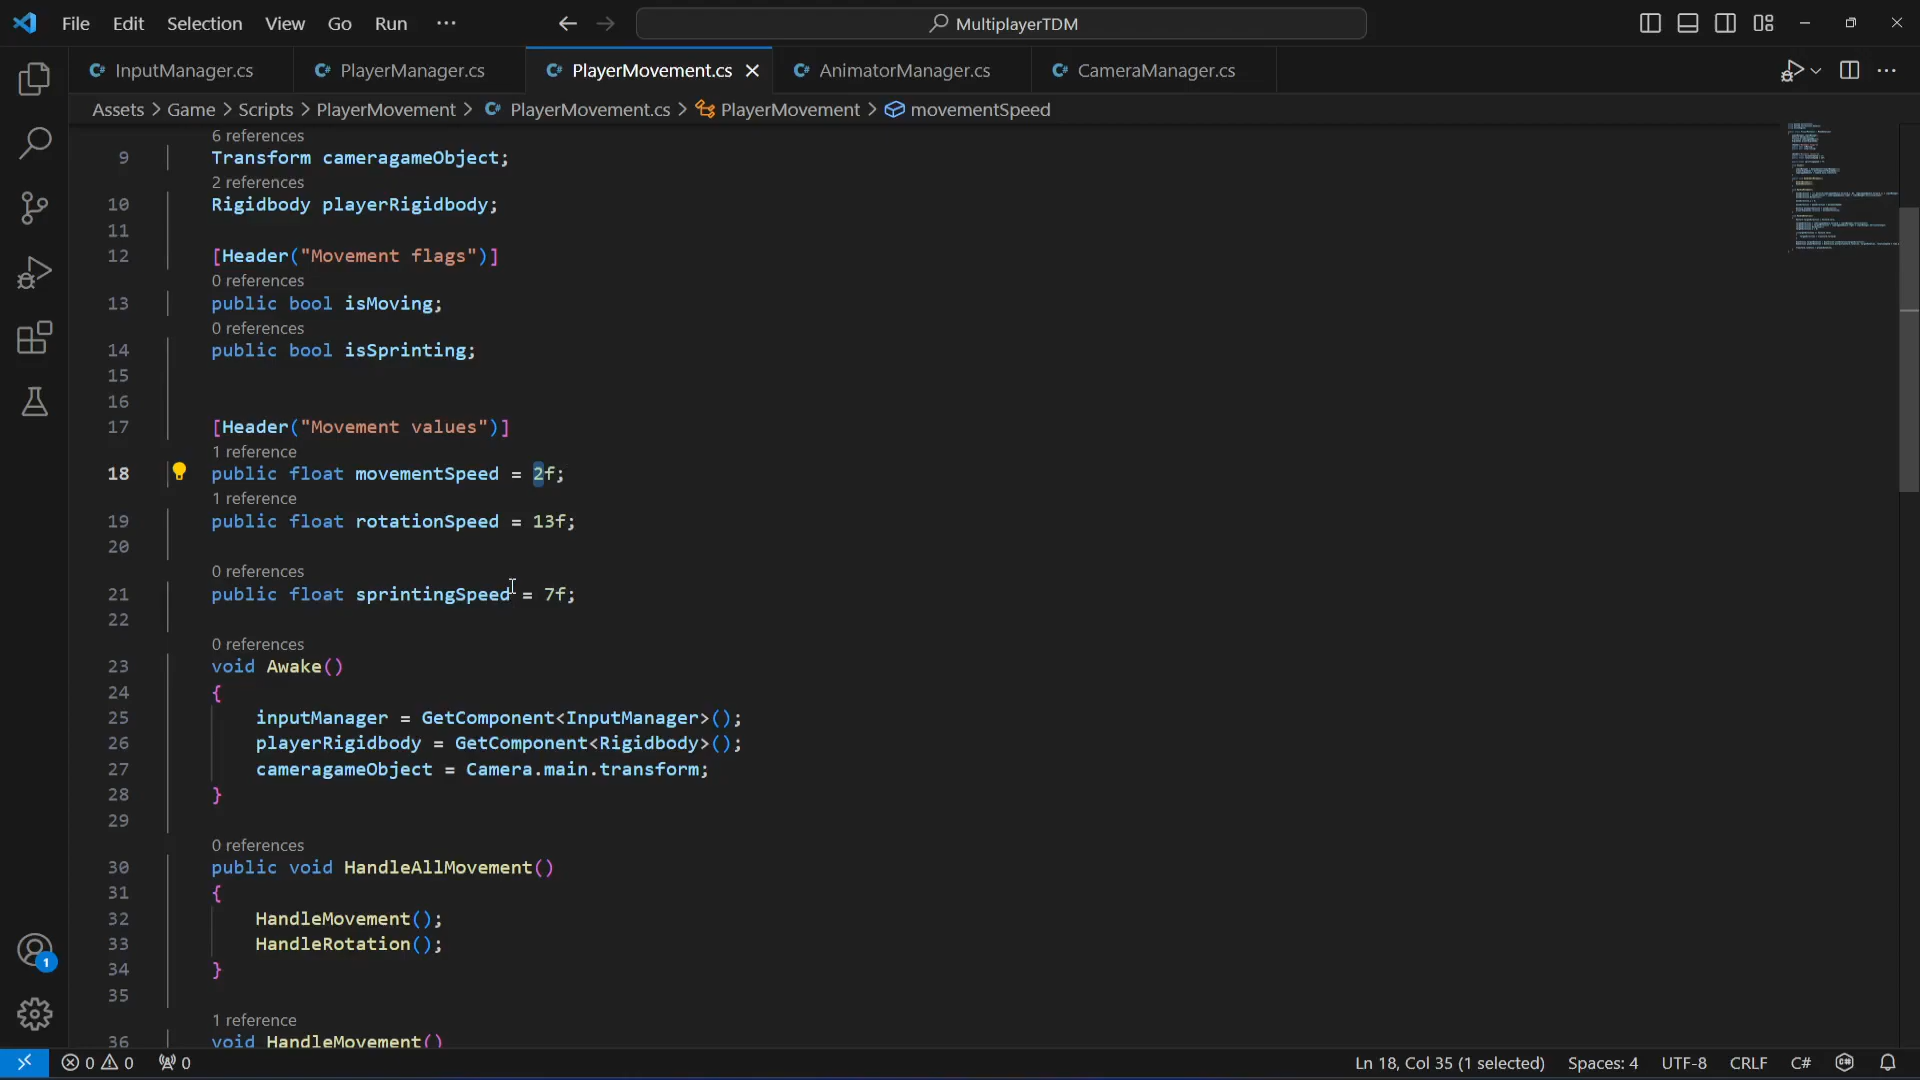 File Edit Selection View Go Run ···
MultiplayerTDM
InputManager.cs PlayerManager.cs PlayerMovement.cs AnimatorManager.cs CameraManager.cs
Assets > Game > Scripts > PlayerMovement > PlayerMovement.cs > PlayerMovement > movementSpeed
6 references
9 Transform cameragameObject;
2 references
10 Rigidbody playerRigidbody;
11
12 [Header("Movement flags")]
0 references
13 public bool isMoving;
0 references
14 public bool isSprinting;
15
16
17 [Header("Movement values")]
1 reference
18 public float movementSpeed = 2f;
1 reference
19 public float rotationSpeed = 13f;
20
0 references
21 public float sprintingSpeed = 7f;
22
0 references
23 void Awake()
24 {
25 inputManager = GetComponent<InputManager>();
26 playerRigidbody = GetComponent<Rigidbody>();
27 cameragameObject = Camera.main.transform;
28 }
29
0 references
30 public void HandleAllMovement()
31 {
32 HandleMovement();
33 HandleRotation();
34 }
35
1 reference
36 void HandleMovement()
1
0 0 0 Ln 18, Col 35 (1 selected) Spaces: 4 UTF-8 CRLF C#